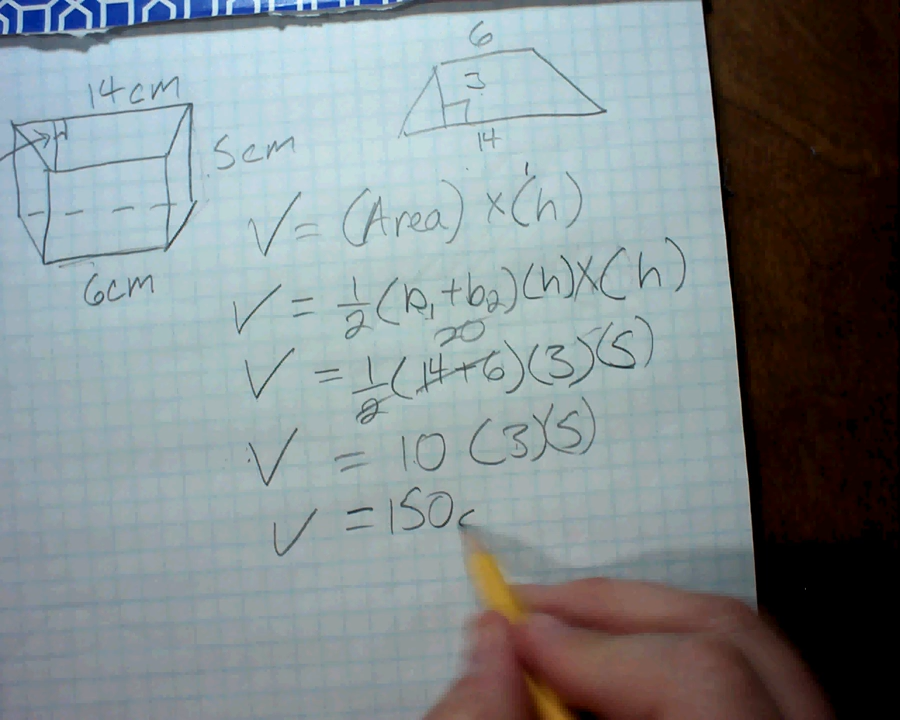 14cm
5cm
6cm
6
3
14
V = (Area) x (h)
V = 1/2 (b₁+b₂)(h)X(h)
20
V = 1/2 (14+6)(3)(5)
V = 10 (3)(5)
V = 150c